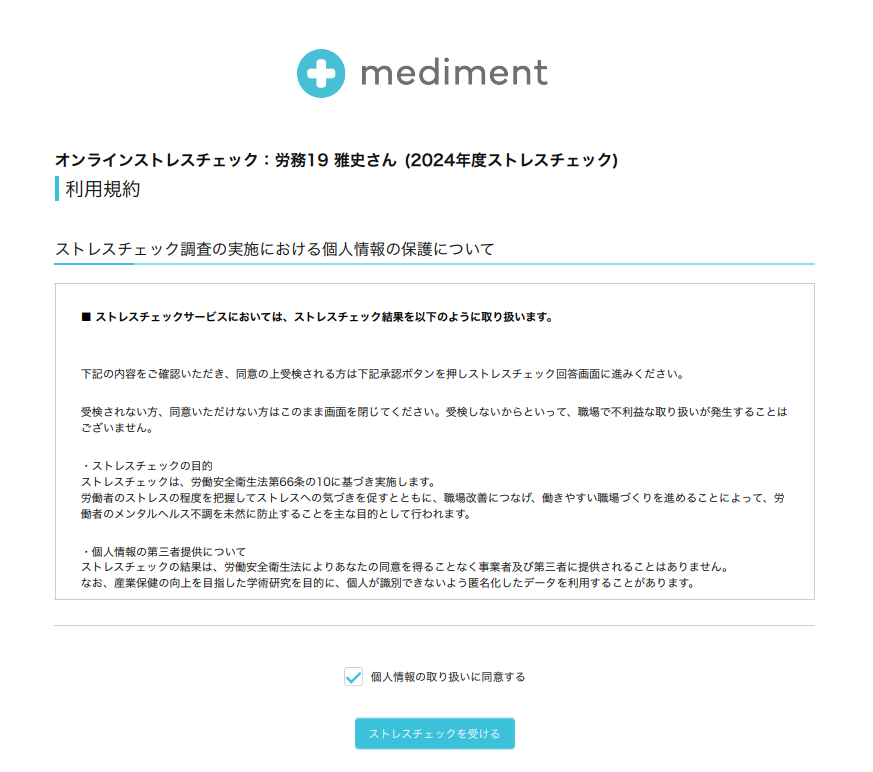 mediment
オンラインストレスチェック：労務19 雅史さん (2024年度ストレスチェック)
利用規約
ストレスチェック調査の実施における個人情報の保護について
■ ストレスチェックサービスにおいては、ストレスチェック結果を以下のように取り扱います。
下記の内容をご確認いただき、同意の上受検される方は下記承認ボタンを押しストレスチェック回答画面に進みください。
受検されない方、同意いただけない方はこのまま画面を閉じてください。受検しないからといって、職場で不利益な取り扱いが発生することは
ございません。
・ストレスチェックの目的
ストレスチェックは、労働安全衛生法第66条の10に基づき実施します。
労働者のストレスの程度を把握してストレスへの気づきを促すとともに、職場改善につなげ、働きやすい職場づくりを進めることによって、労
働者のメンタルヘルス不調を未然に防止することを主な目的として行われます。
・個人情報の第三者提供について
ストレスチェックの結果は、労働安全衛生法によりあなたの同意を得ることなく事業者及び第三者に提供されることはありません。
なお、産業保健の向上を目指した学術研究を目的に、個人が識別できないよう匿名化したデータを利用することがあります。
個人情報の取り扱いに同意する
ストレスチェックを受ける